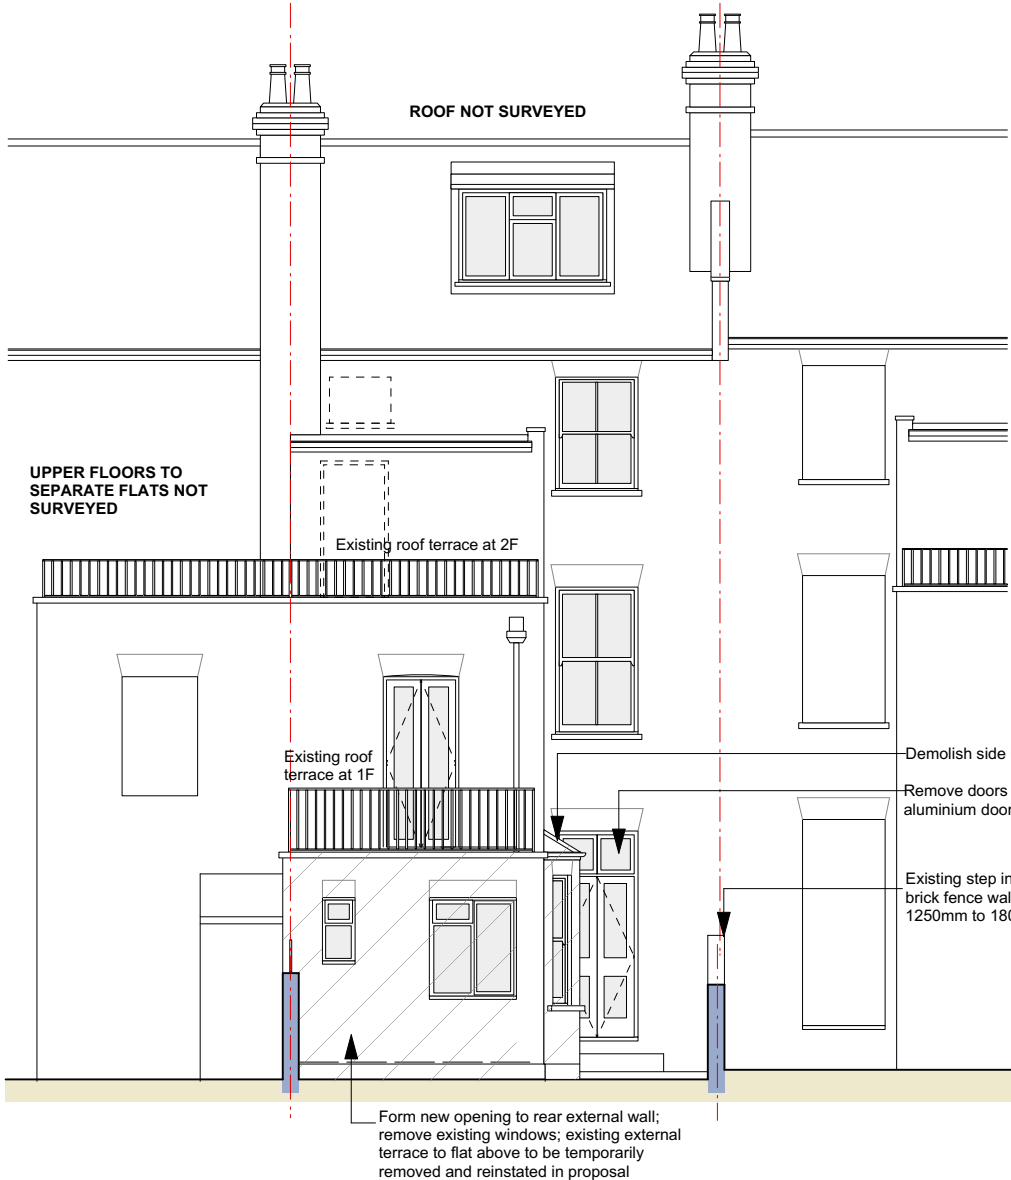 ROOF NOT SURVEYED
UPPER FLOORS TO
SEPARATE FLATS NOT
SURVEYED
Existing roof terrace at 2F
Existing roof
terrace at 1F
Demolish side
Remove doors
aluminium door
Existing step in
brick fence wal
1250mm to 180
Form new opening to rear external wall;
remove existing windows; existing external
terrace to flat above to be temporarily
removed and reinstated in proposal